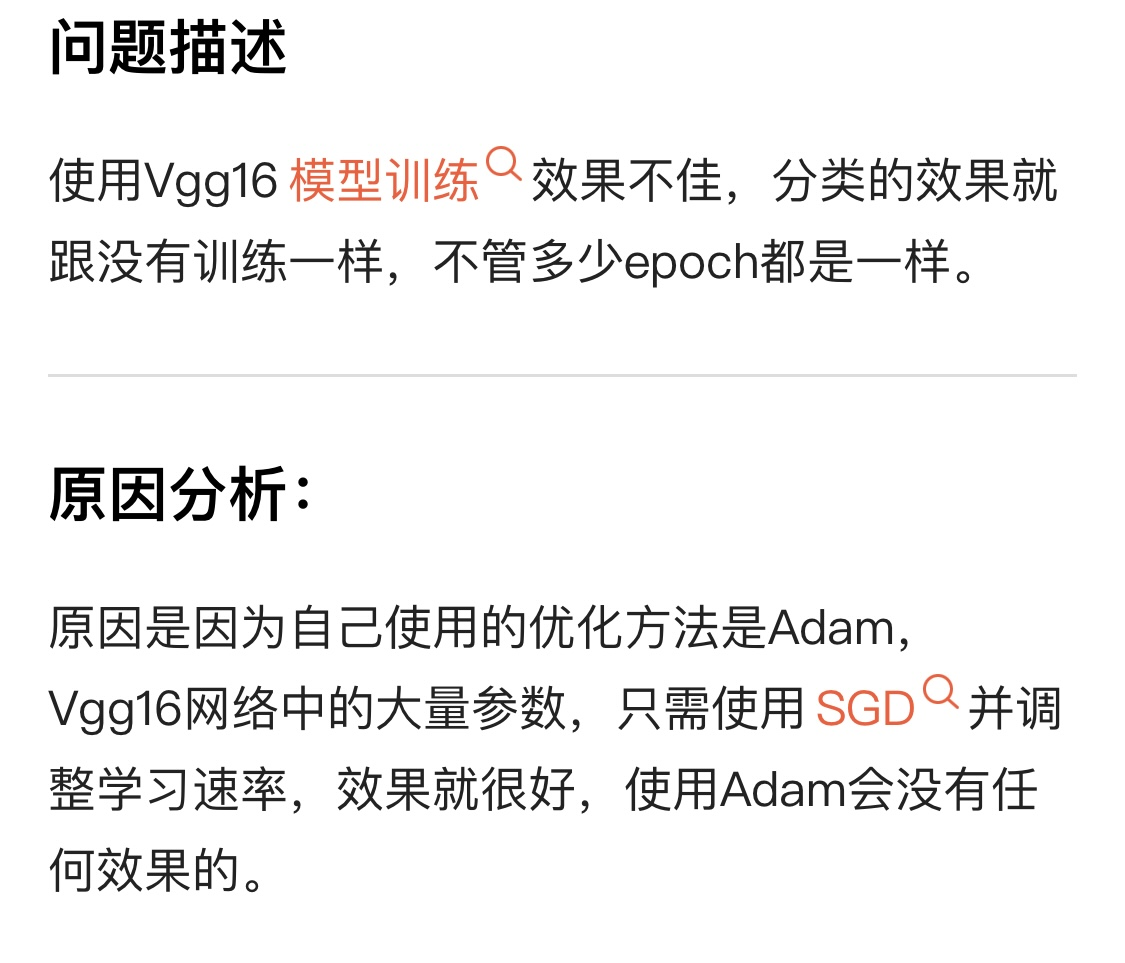 问题描述
使用Vgg16 模型训练 效果不佳，分类的效果就
跟没有训练一样，不管多少epoch都是一样。
原因分析：
原因是因为自己使用的优化方法是Adam，
Vgg16网络中的大量参数，只需使用 SGD 并调
整学习速率，效果就很好，使用Adam会没有任
何效果的。